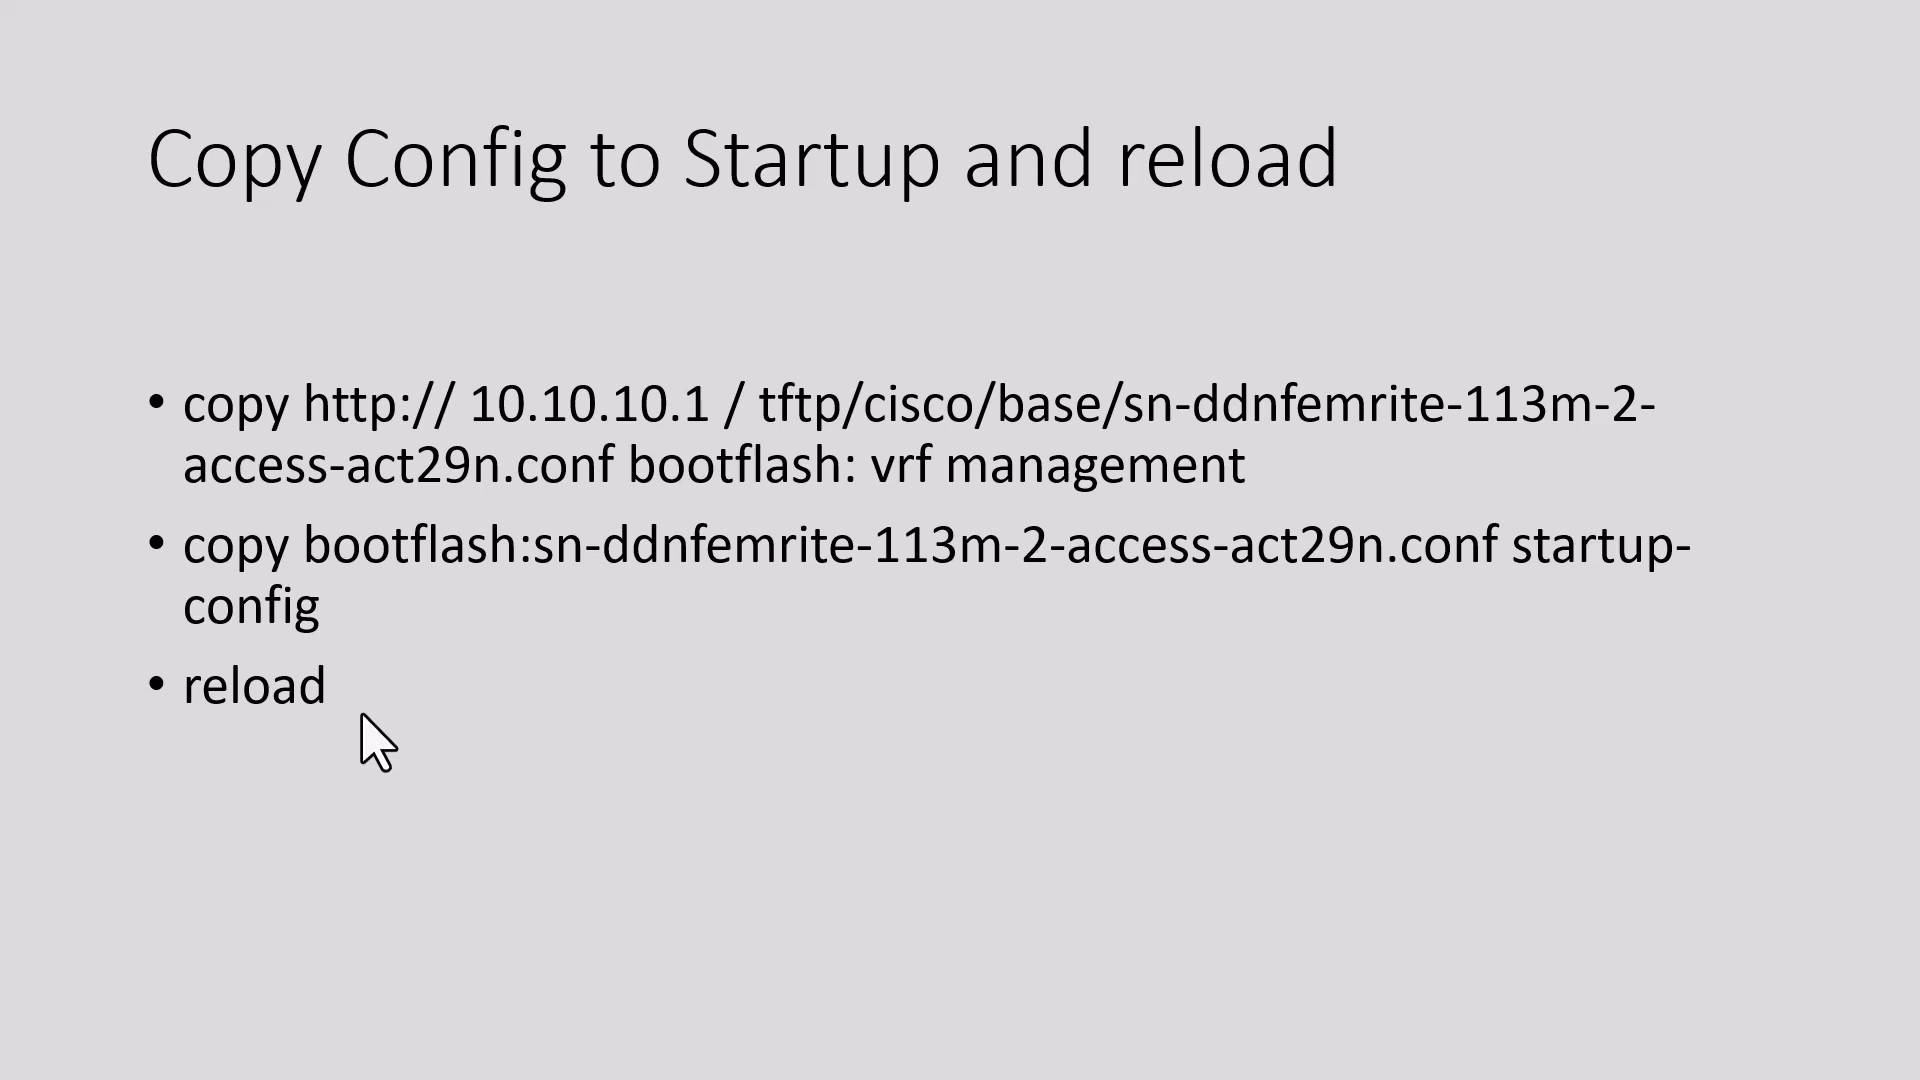 Copy Config to Startup and reload
• copy http:// 10.10.10.1 / tftp/cisco/base/sn-ddnfemrite-113m-2-
access-act29n.conf bootflash: vrf management
• copy bootflash:sn-ddnfemrite-113m-2-access-act29n.conf startup-
config
• reload